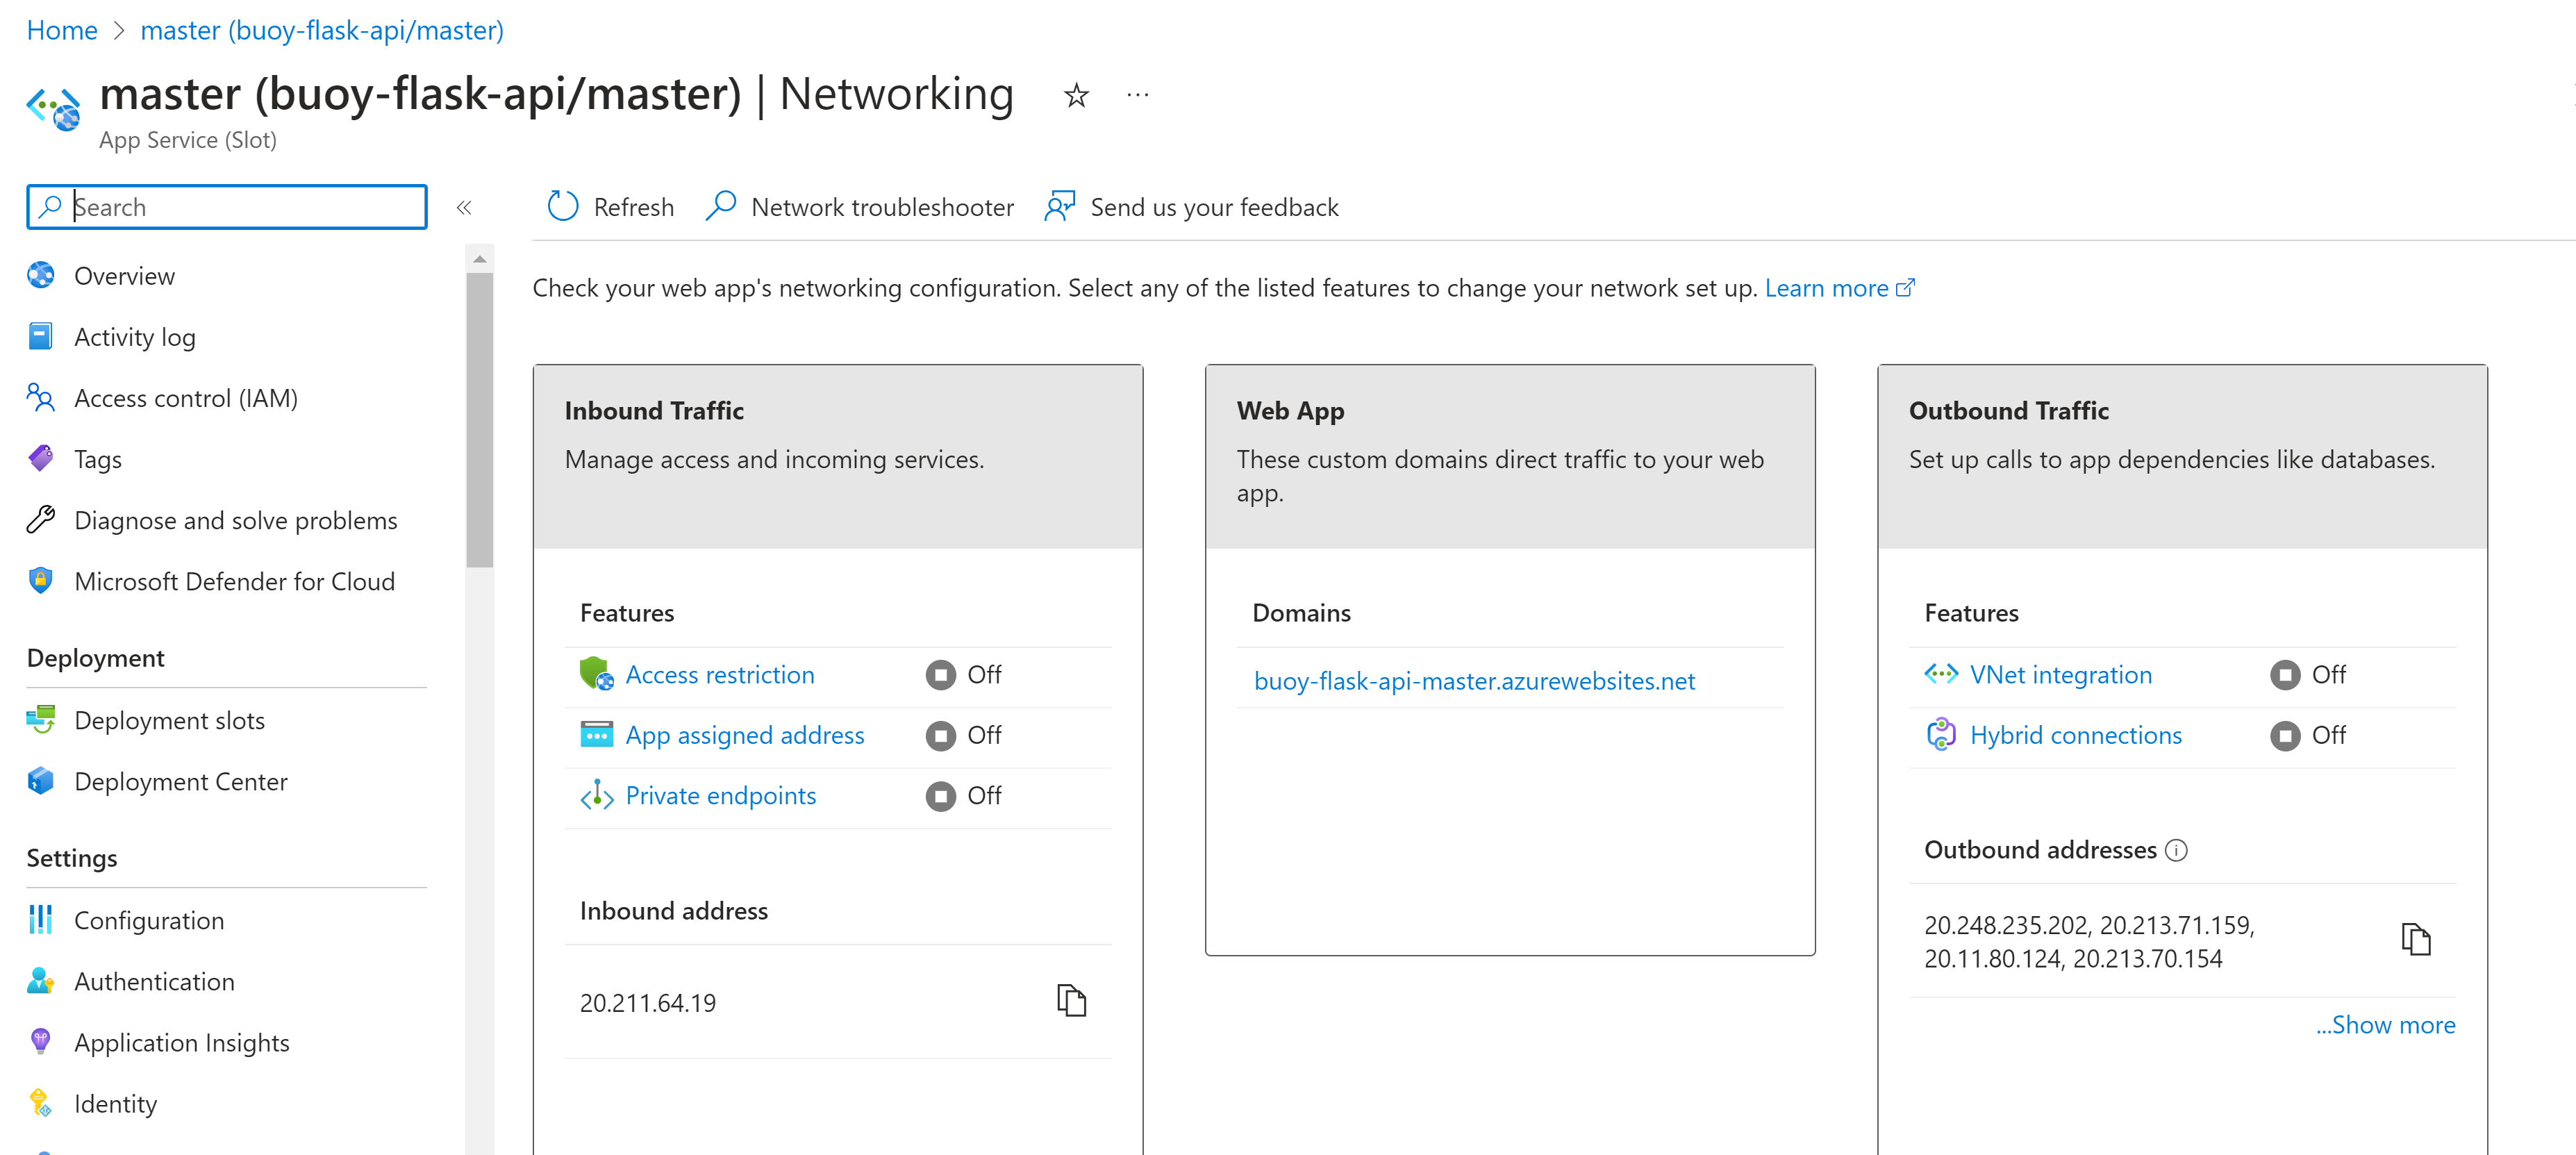 Home > master (buoy-flask-api/master)
master (buoy-flask-api/master) | Networking ...
App Service (Slot)
Search
«
Refresh
Network troubleshooter
Send us your feedback
Overview
Activity log
Access control (IAM)
Tags
Diagnose and solve problems
Microsoft Defender for Cloud
Deployment
Deployment slots
Deployment Center
Settings
Configuration
Authentication
Application Insights
Identity
Check your web app's networking configuration. Select any of the listed features to change your network set up. Learn more
Inbound Traffic
Manage access and incoming services.
Features
Access restriction Off
App assigned address Off
Private endpoints Off
Inbound address
20.211.64.19
Web App
These custom domains direct traffic to your web
app.
Domains
buoy-flask-api-master.azurewebsites.net
Outbound Traffic
Set up calls to app dependencies like databases.
Features
VNet integration Off
Hybrid connections Off
Outbound addresses
20.248.235.202, 20.213.71.159,
20.11.80.124, 20.213.70.154
...Show more